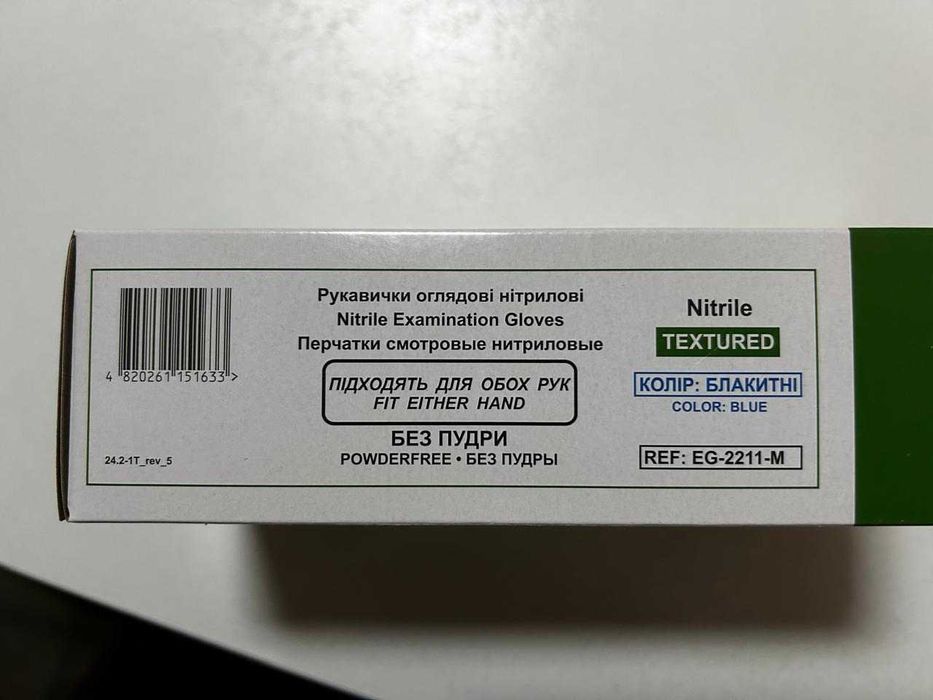 4 820261 151633 >
24.2-1T_rev_5
Рукавички оглядові нітрилові
Nitrile Examination Gloves
Перчатки смотровые нитриловые
ПІДХОДЯТЬ ДЛЯ ОБОХ РУК
FIT EITHER HAND
БЕЗ ПУДРИ
POWDERFREE • БЕЗ ПУДРЫ
Nitrile
TEXTURED
КОЛІР: БЛАКИТНІ
COLOR: BLUE
REF: EG-2211-M